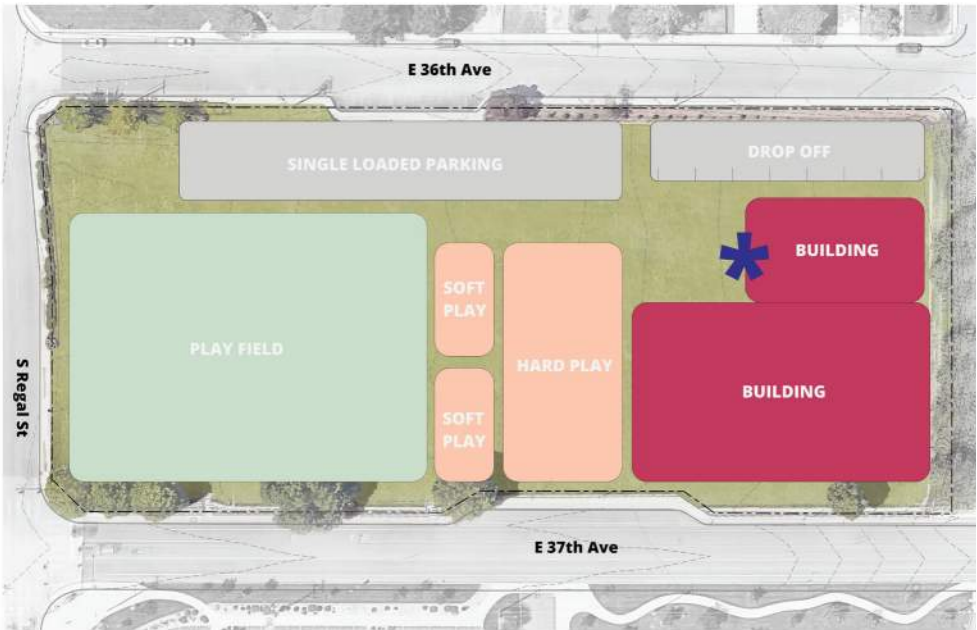 E 36th Ave
SINGLE LOADED PARKING
DROP OFF
BUILDING
SOFT
PLAY
PLAY FIELD
HARD PLAY
S Regal St
BUILDING
SOFT
PLAY
E 37th Ave